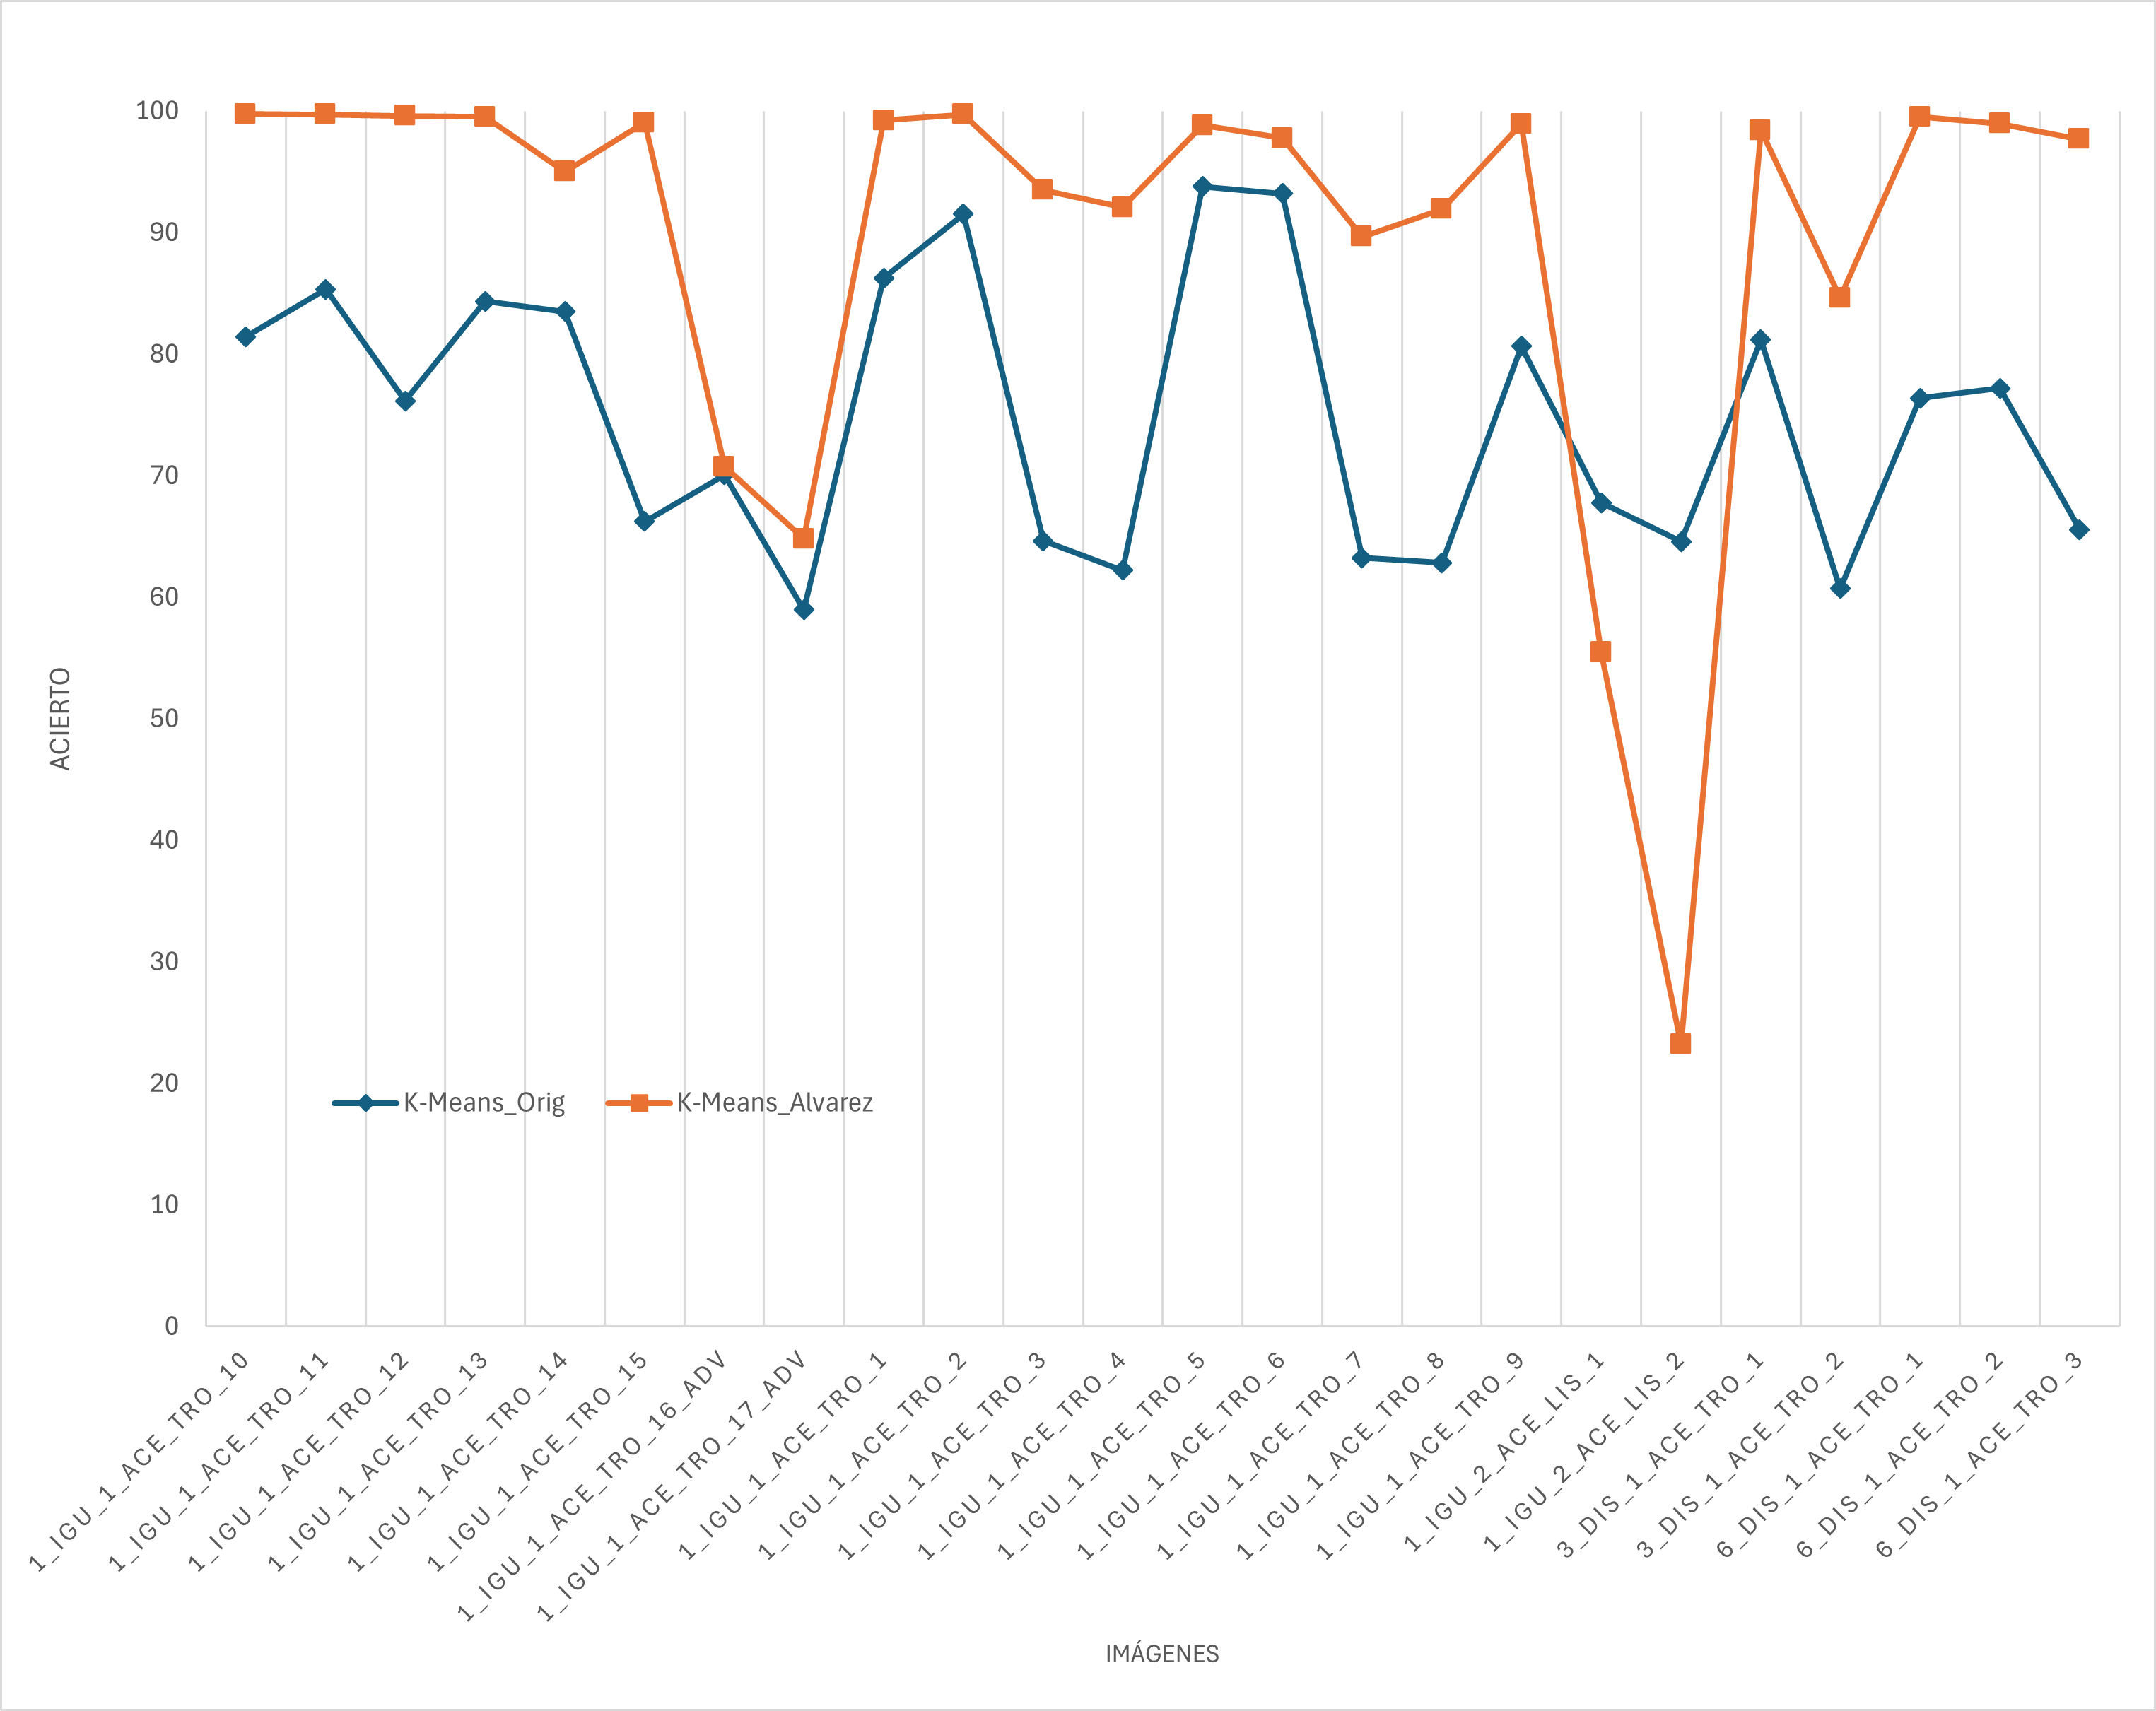 100
90
80
70
60
50
40
30
20
10
0
ACIERTO
K-Means_Orig
K-Means_Alvarez
1_IGU_1_ACE_TRO_10
1_IGU_1_ACE_TRO_11
1_IGU_1_ACE_TRO_12
1_IGU_1_ACE_TRO_13
1_IGU_1_ACE_TRO_14
1_IGU_1_ACE_TRO_15
1_IGU_1_ACE_TRO_16_ADV
1_IGU_1_ACE_TRO_17_ADV
1_IGU_1_ACE_TRO_1
1_IGU_1_ACE_TRO_2
1_IGU_1_ACE_TRO_3
1_IGU_1_ACE_TRO_4
1_IGU_1_ACE_TRO_5
1_IGU_1_ACE_TRO_6
1_IGU_1_ACE_TRO_7
1_IGU_1_ACE_TRO_8
1_IGU_1_ACE_TRO_9
1_IGU_2_ACE_LIS_1
1_IGU_2_ACE_LIS_2
3_DIS_1_ACE_TRO_1
3_DIS_1_ACE_TRO_2
6_DIS_1_ACE_TRO_1
6_DIS_1_ACE_TRO_2
6_DIS_1_ACE_TRO_3
IMÁGENES